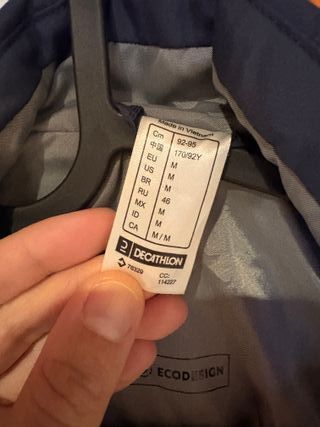 Made in Vietnam
Cm 92-95
中国 170/92Y
EU M
US M
BR M
RU 46
MX M
ID M
CA M / M
DECATHLON
76329 CC:
114227
ECODESIGN